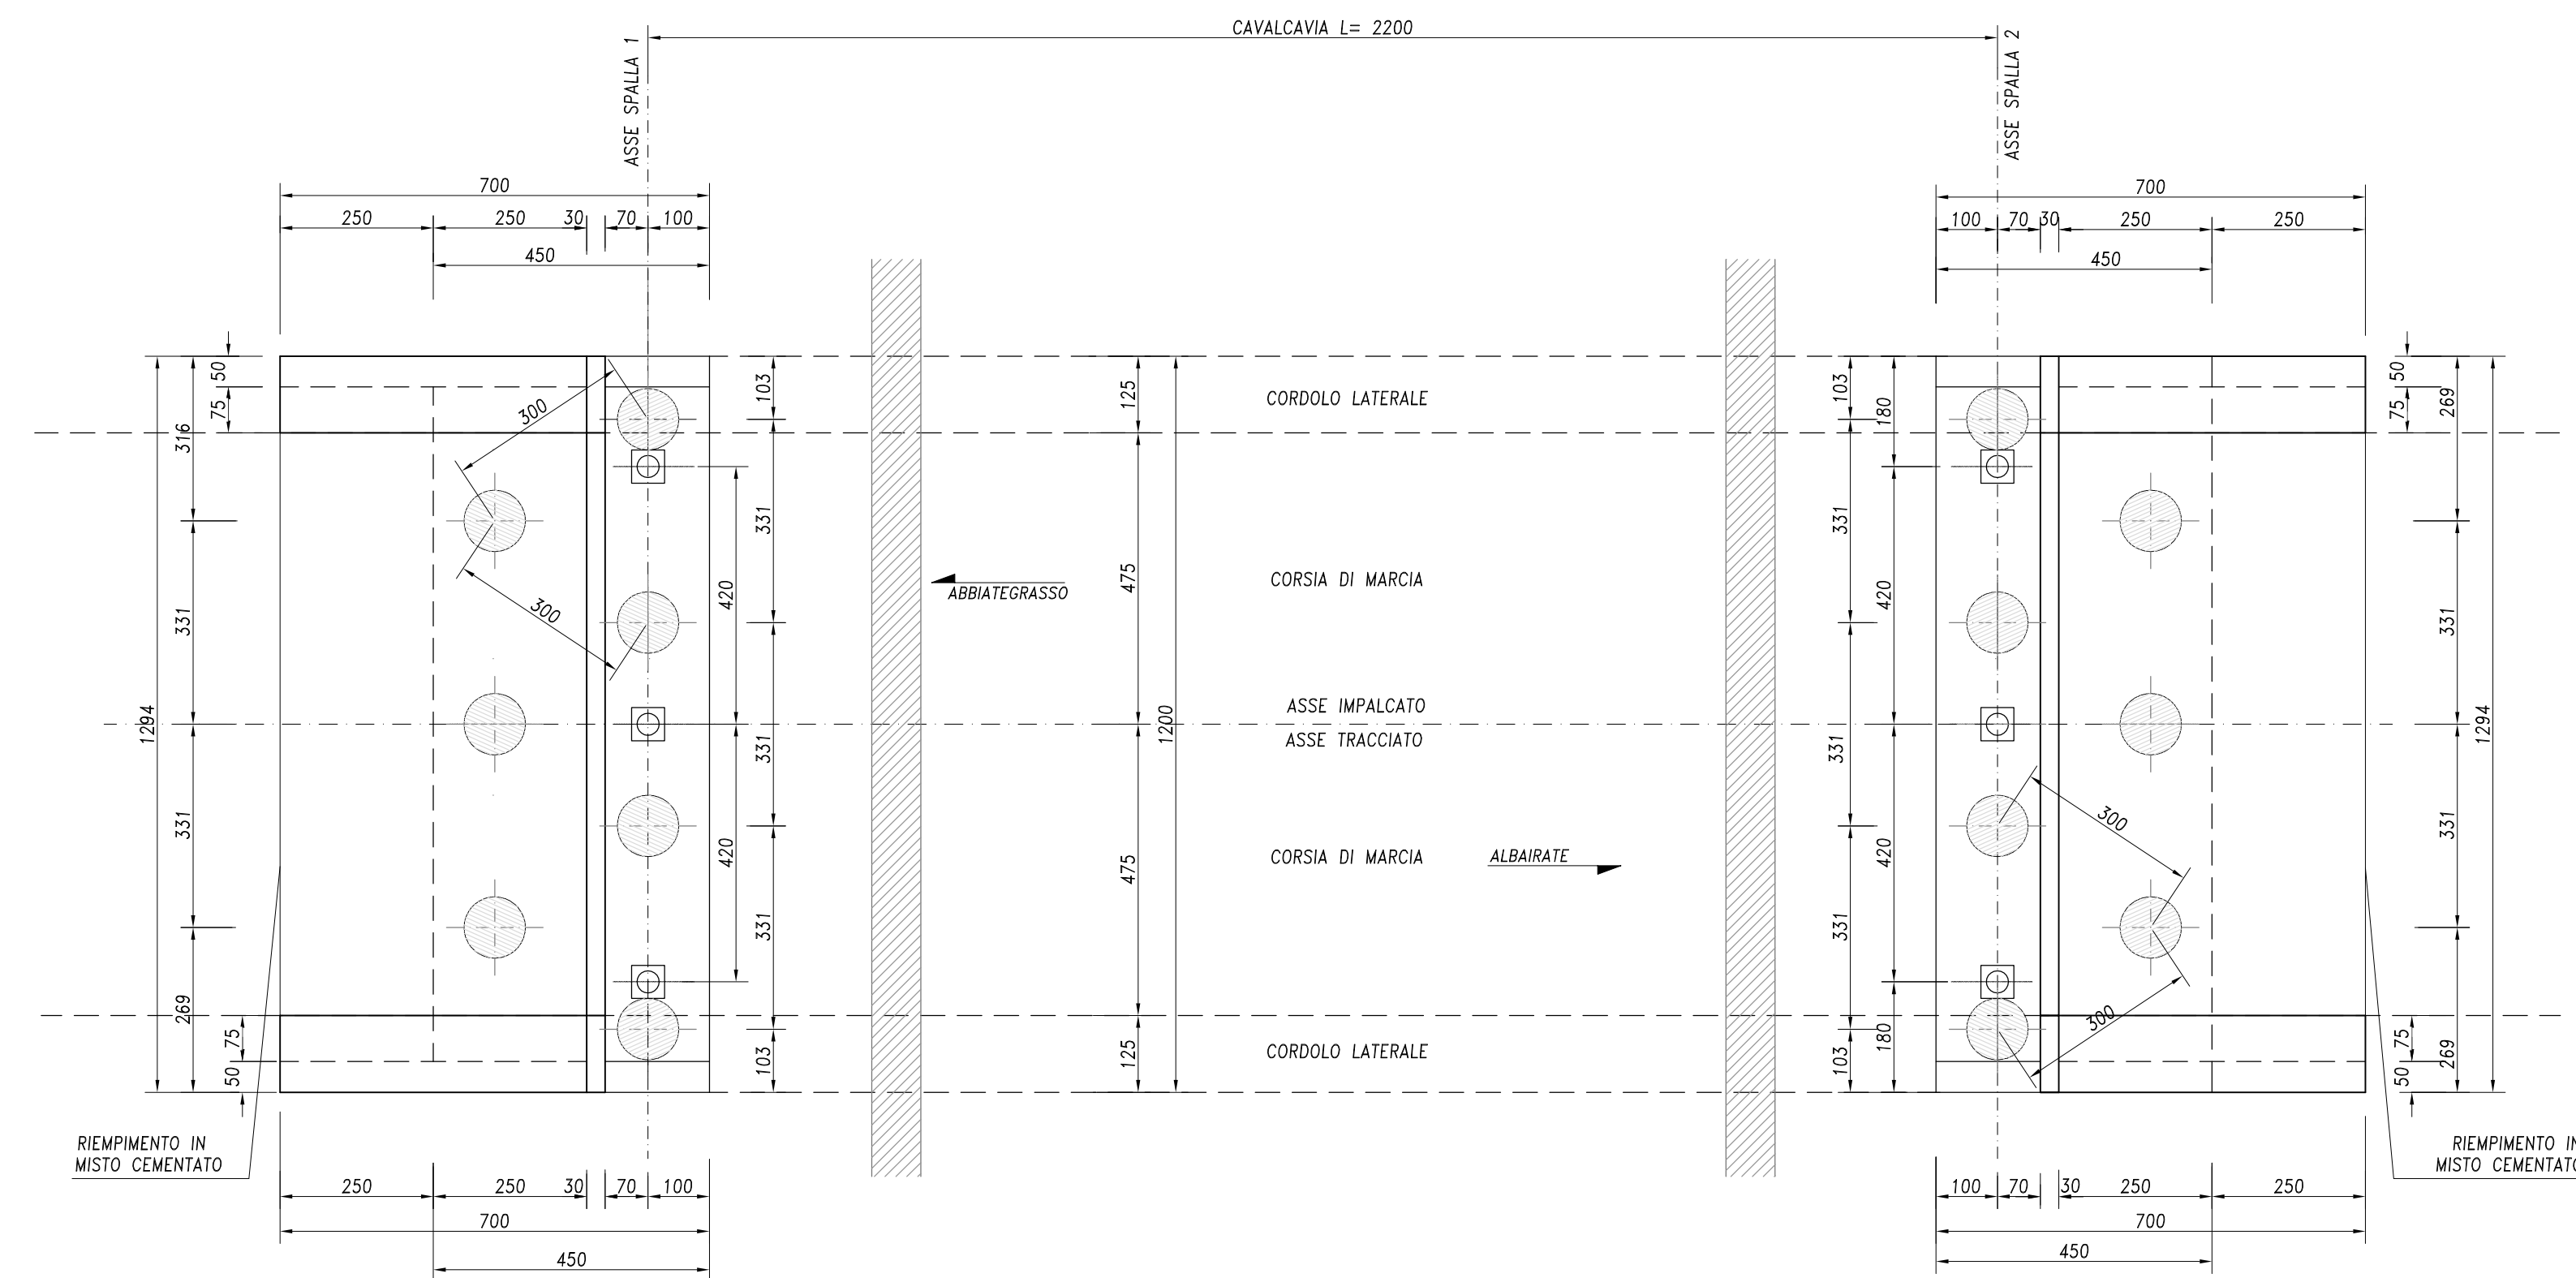 CAVALCAVIA L= 2200
ASSE SPALLA 1
ASSE SPALLA 2
700
250 250 30 70 100
450
700
100 70 30 250 250
450
50
75
316
331
331
269
75
50
1294
300
300
103
331
331
331
103
420
420
125
475
475
125
1200
CORDOLO LATERALE
CORSIA DI MARCIA
ABBIATEGRASSO
ASSE IMPALCATO
ASSE TRACCIATO
CORSIA DI MARCIA
ALBAIRATE
CORDOLO LATERALE
103
331
331
331
103
180
420
420
180
300
300
50
75
269
331
331
269
75
50
1294
RIEMPIMENTO IN
MISTO CEMENTATO
RIEMPIMENTO IN
MISTO CEMENTATO
250 250 30 70 100
700
450
100 70 30 250 250
700
450